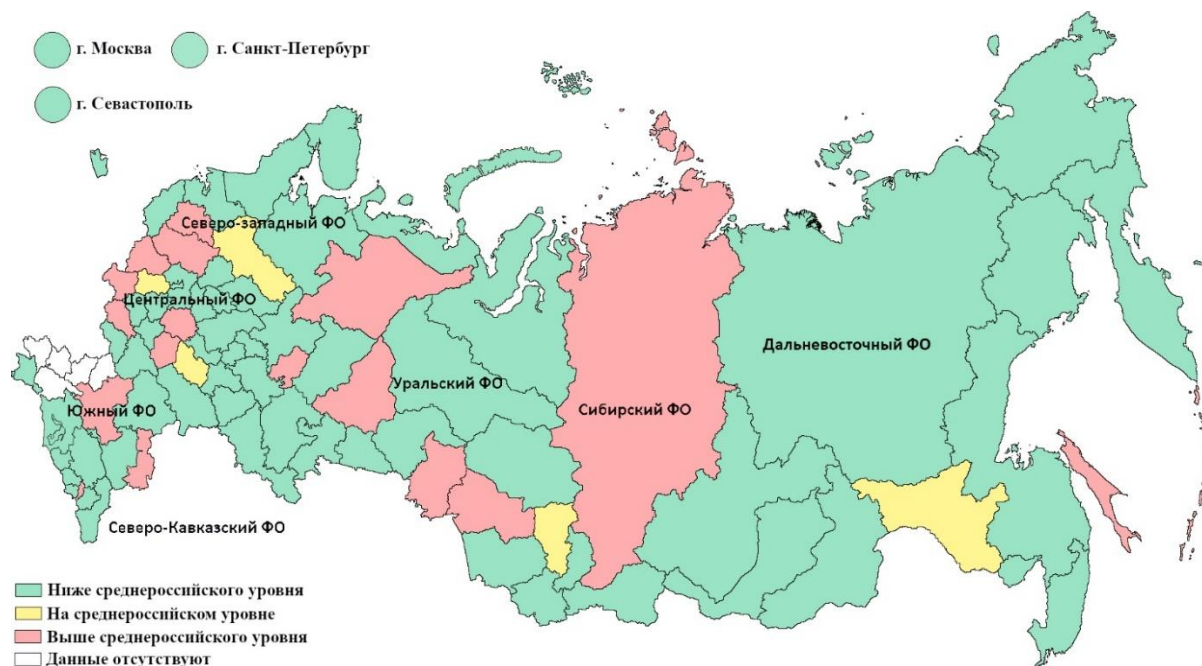 г. Москва
г. Санкт-Петербург
г. Севастополь
Северо-западный ФО
Центральный ФО
Дальневосточный ФО
Уральский ФО
Сибирский ФО
Южный ФО
Северо-Кавказский ФО
Ниже среднероссийского уровня
На среднероссийском уровне
Выше среднероссийского уровня
Данные отсутствуют